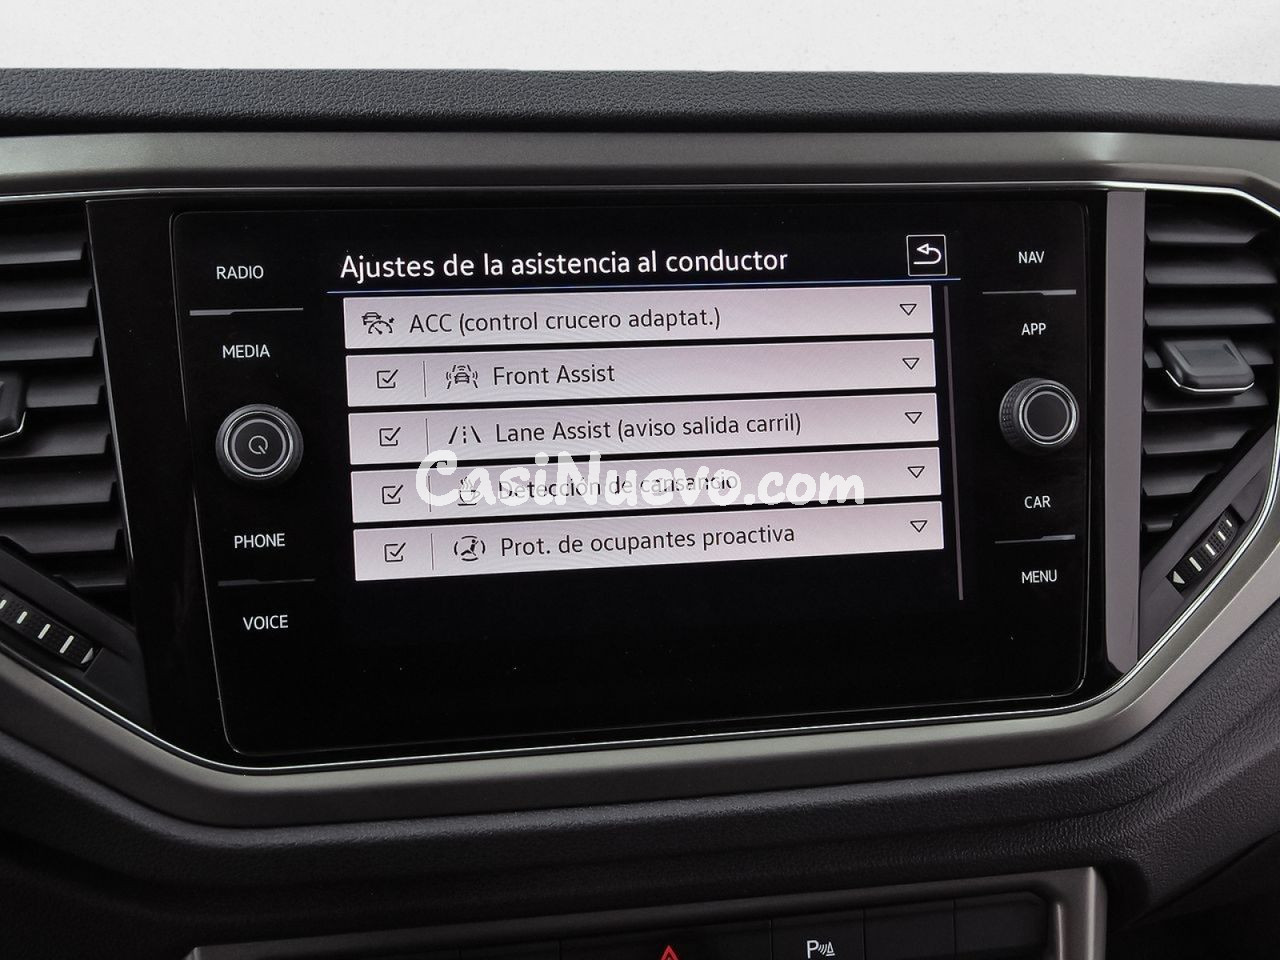 RADIO
MEDIA
PHONE
VOICE
Ajustes de la asistencia al conductor
ACC (control crucero adaptat.)
Front Assist
Lane Assist (aviso salida carril)
Detección de cansancio
Prot. de ocupantes proactiva
CasiNuevo.com
NAV
APP
CAR
MENU
P